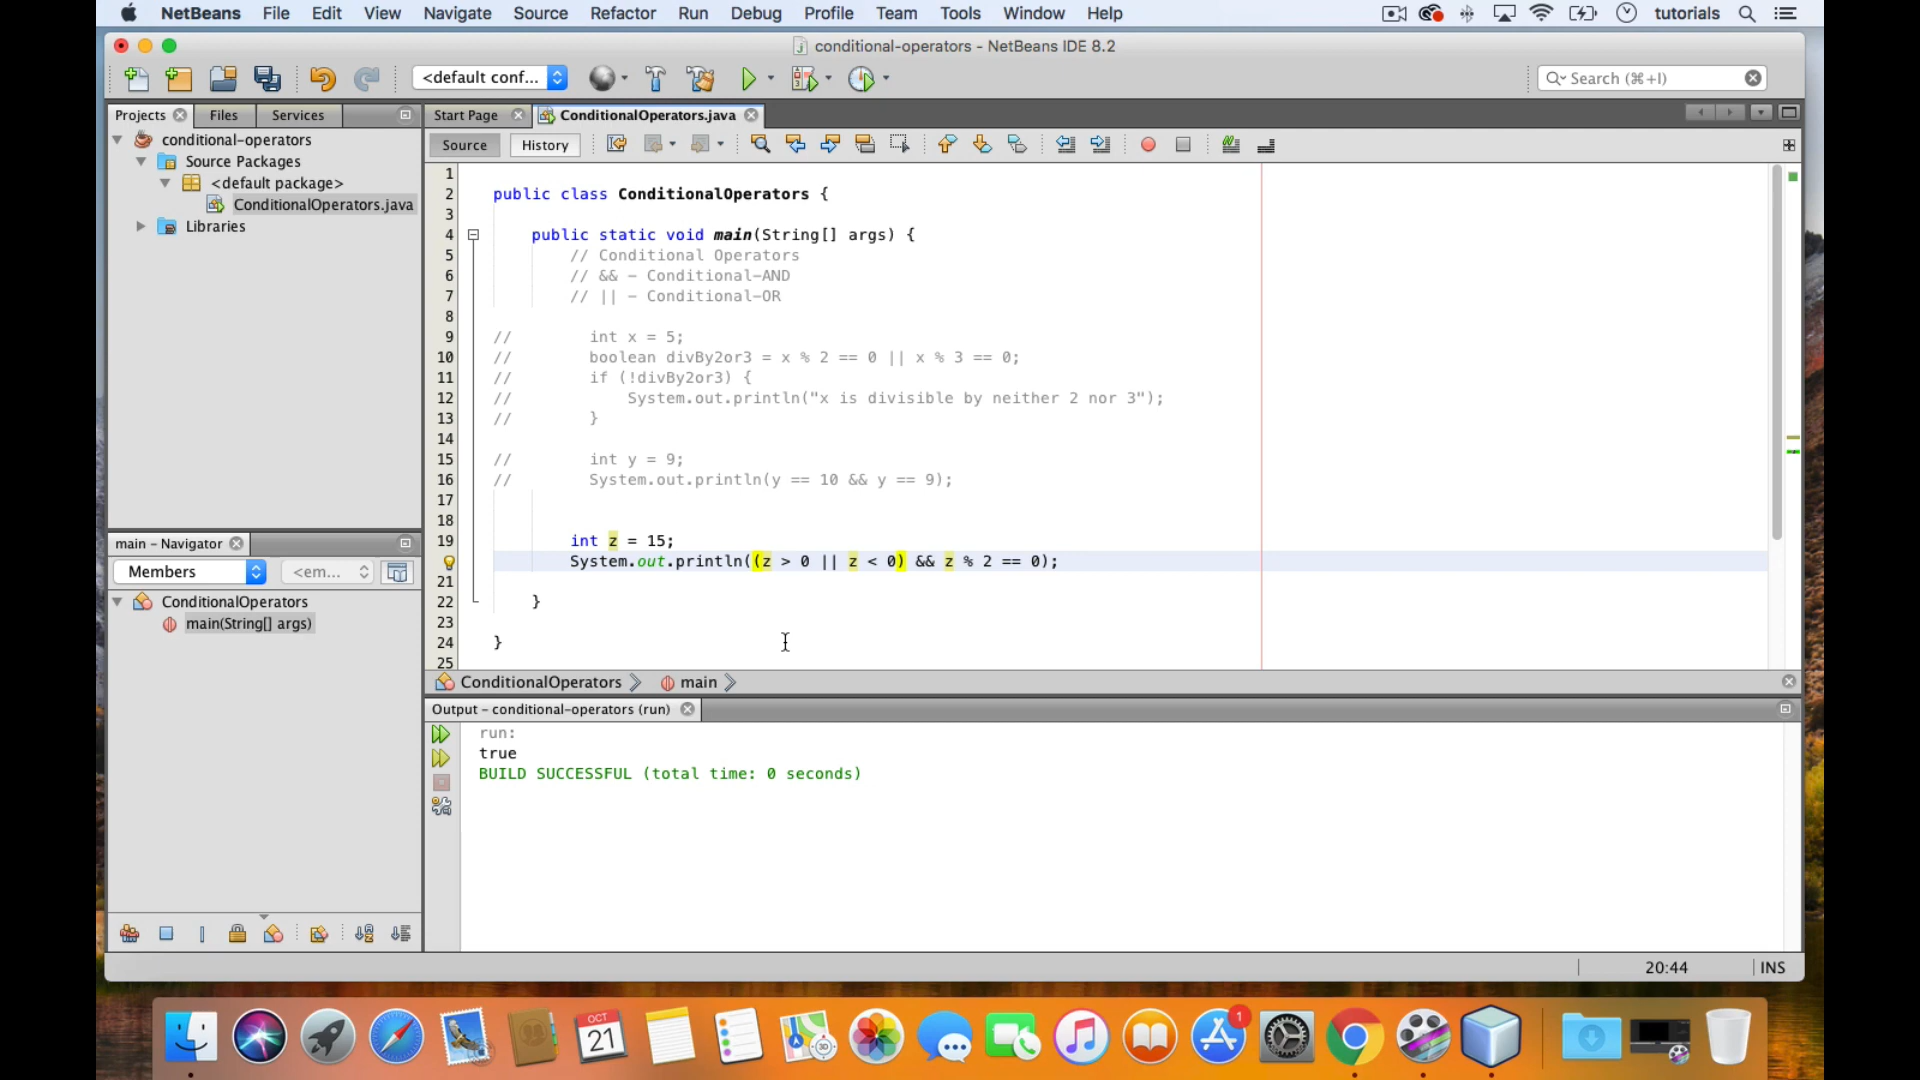 NetBeans File Edit View Navigate Source Refactor Run Debug Profile Team Tools Window Help tutorials
conditional-operators - NetBeans IDE 8.2
<default conf... Search (⌘+I)
Projects Files Services
conditional-operators
Source Packages
<default package>
ConditionalOperators.java
Libraries
main - Navigator
Members <em...
ConditionalOperators
main(String[] args)
Start Page ConditionalOperators.java
Source History
1
2 public class ConditionalOperators {
3
4 public static void main(String[] args) {
5 // Conditional Operators
6 // && - Conditional-AND
7 // || - Conditional-OR
8
9 // int x = 5;
10 // boolean divBy2or3 = x % 2 == 0 || x % 3 == 0;
11 // if (!divBy2or3) {
12 // System.out.println("x is divisible by neither 2 nor 3");
13 // }
14
15 // int y = 9;
16 // System.out.println(y == 10 && y == 9);
17
18
19 int z = 15;
System.out.println((z > 0 || z < 0) && z % 2 == 0);
21
22 }
23
24 }
25
ConditionalOperators main
Output - conditional-operators (run)
run:
true
BUILD SUCCESSFUL (total time: 0 seconds)
20:44 INS
OCT
21
3D
1